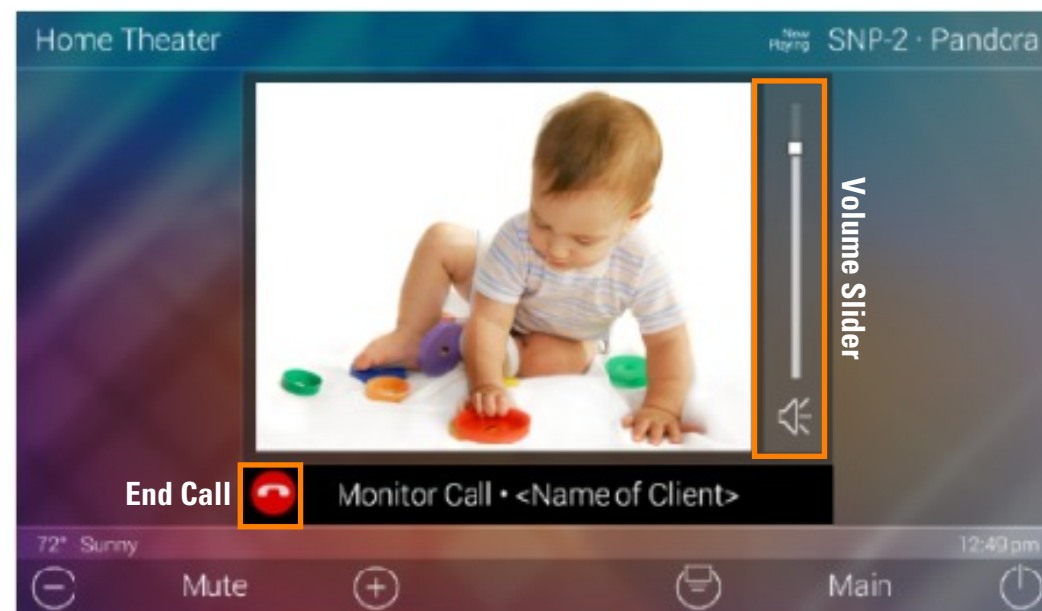 Home Theater
New Playing SNP-2 · Pandora
Volume Slider
End Call
Monitor Call • <Name of Client>
72° Sunny
12:49 pm
Mute
Main